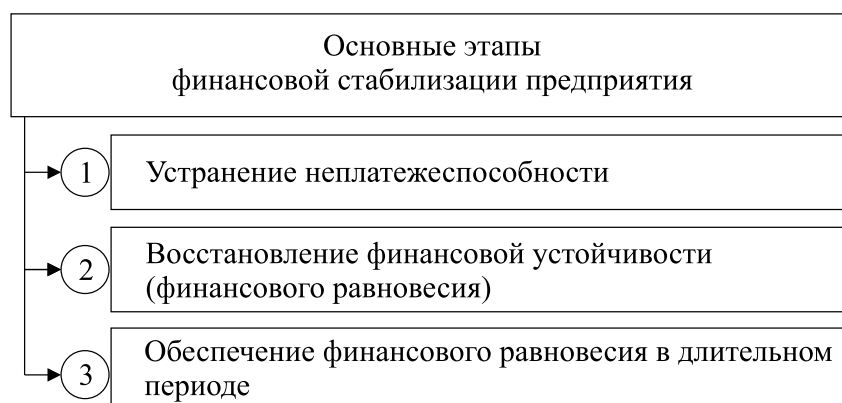 Основные этапы
финансовой стабилизации предприятия
1 Устранение неплатежеспособности
2 Восстановление финансовой устойчивости
(финансового равновесия)
3 Обеспечение финансового равновесия в длительном
периоде